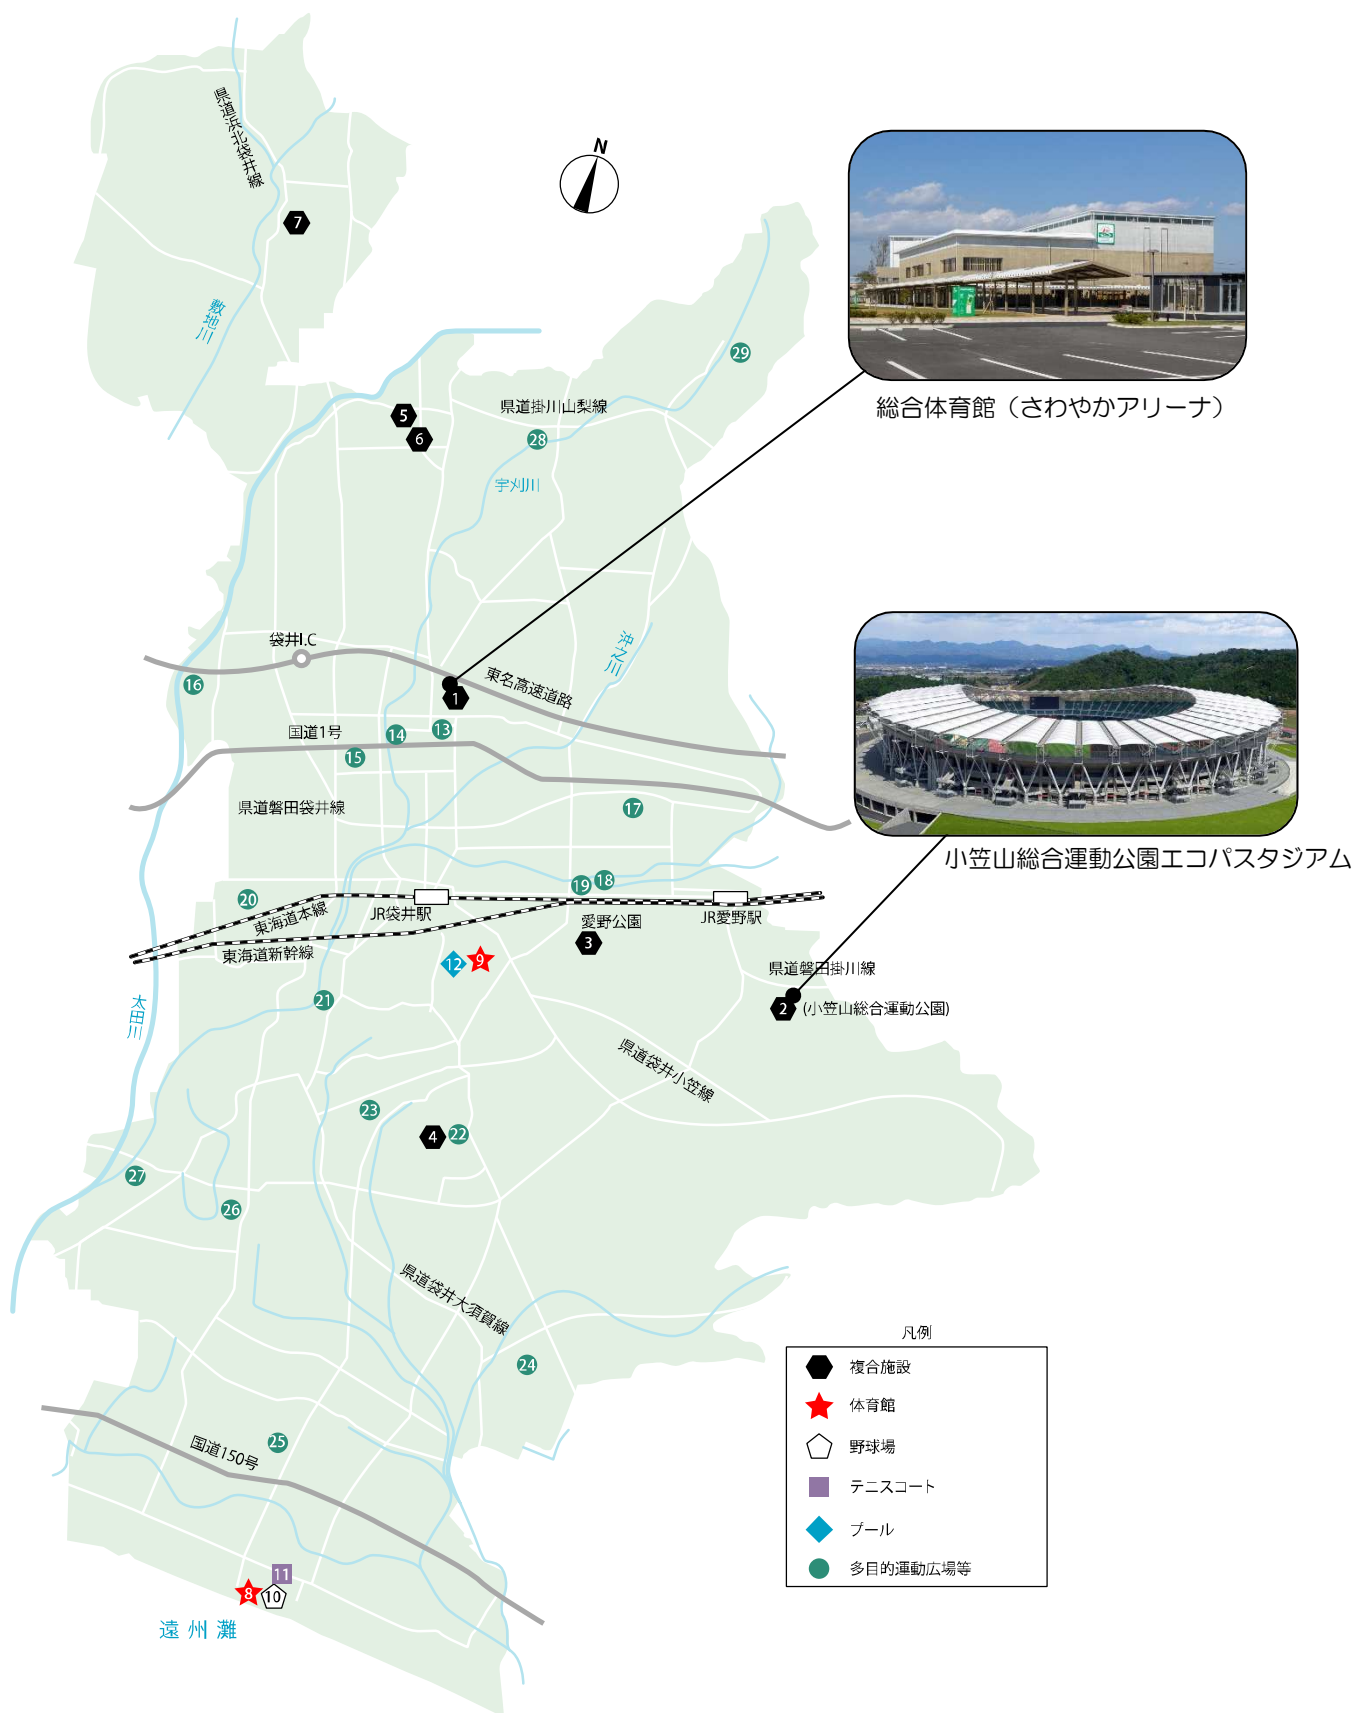 県道浜北袋井線
N
7
敷地川
29
総合体育館（さわやかアリーナ）
5
6
県道掛川山梨線
28
宇刈川
袋井I.C
沖之川
16
1
東名高速道路
国道1号
14
13
15
県道磐田袋井線
17
小笠山総合運動公園エコパスタジアム
20
19
18
東海道本線
JR袋井駅
愛野公園
JR愛野駅
東海道新幹線
3
12
9
県道磐田掛川線
太田川
21
2
(小笠山総合運動公園)
県道袋井小笠線
23
4
22
27
26
県道袋井大須賀線
24
凡例
複合施設
体育館
野球場
テニスコート
プール
多目的運動広場等
25
国道150号
11
8
10
遠州灘